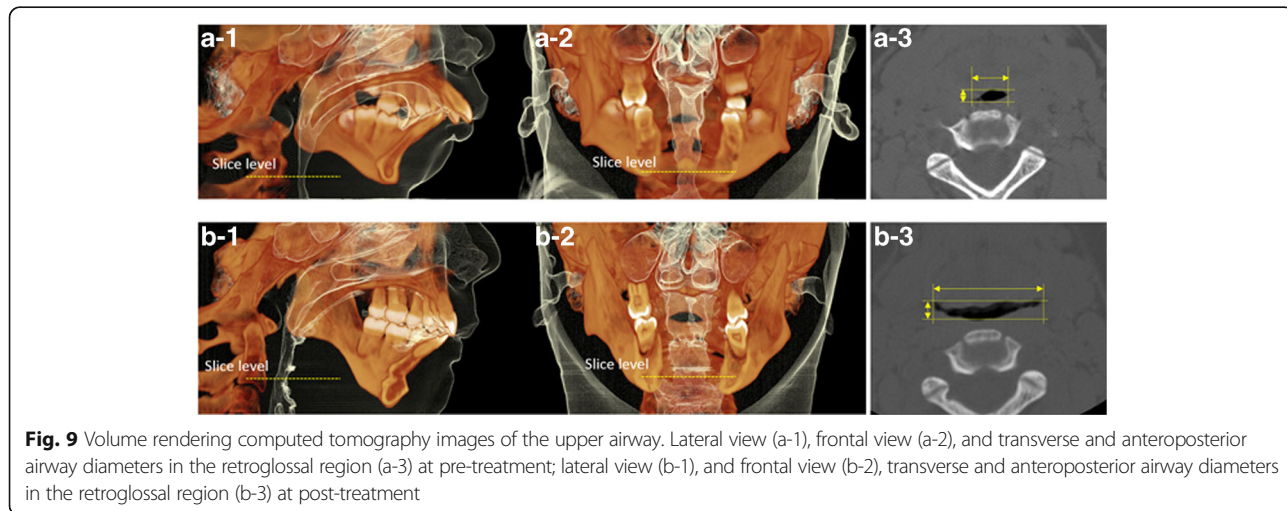 a-1
a-2
a-3
Slice level
Slice level
b-1
b-2
b-3
Slice level
Slice level
Fig. 9 Volume rendering computed tomography images of the upper airway. Lateral view (a-1), frontal view (a-2), and transverse and anteroposterior
airway diameters in the retroglossal region (a-3) at pre-treatment; lateral view (b-1), and frontal view (b-2), transverse and anteroposterior airway diameters
in the retroglossal region (b-3) at post-treatment